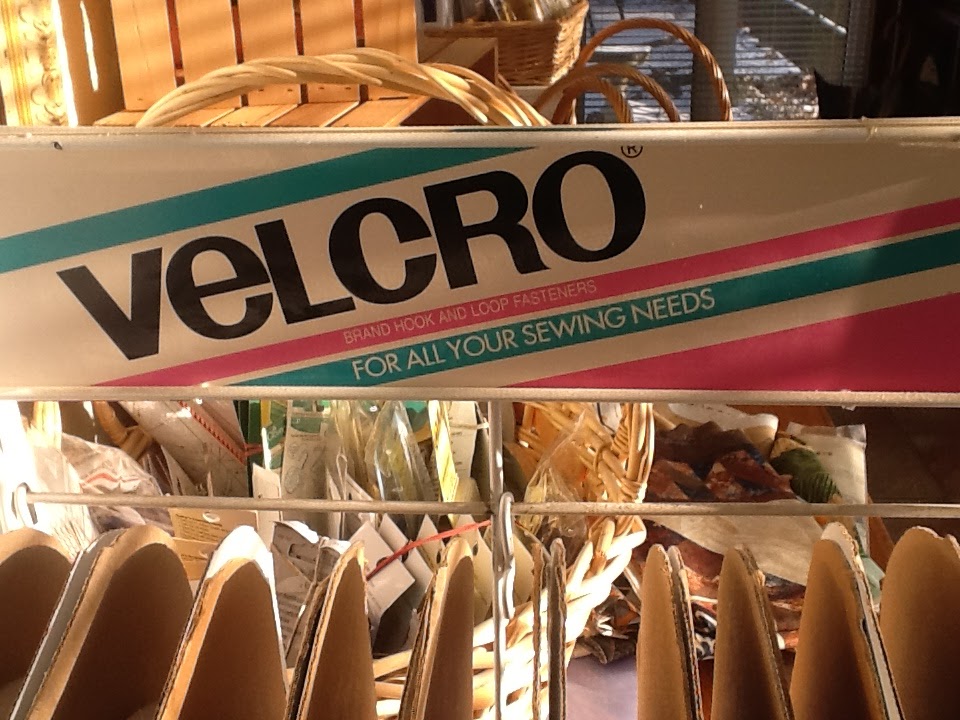 VELCRO®
BRAND HOOK AND LOOP FASTENERS
FOR ALL YOUR SEWING NEEDS